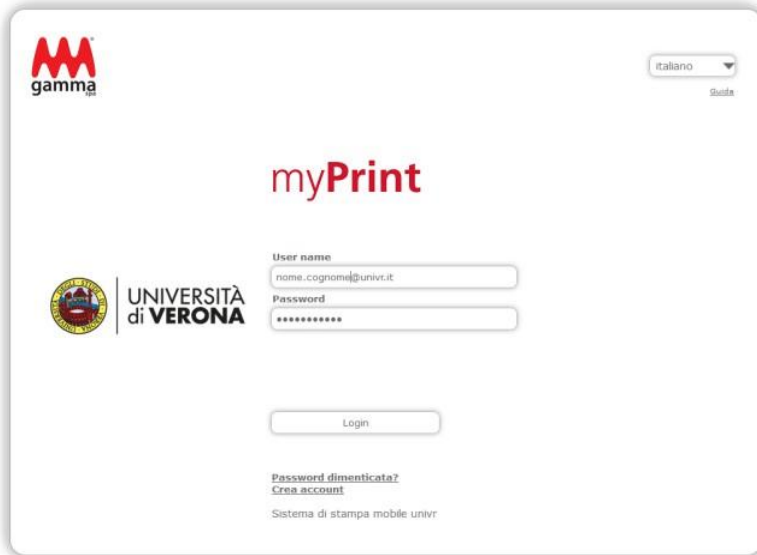 gamma
spa
italiano
Guida
myPrint
User name
nome.cognome@univr.it
Password
•••••••••••
UNIVERSITÀ
di VERONA
Login
Password dimenticata?
Crea account
Sistema di stampa mobile univr